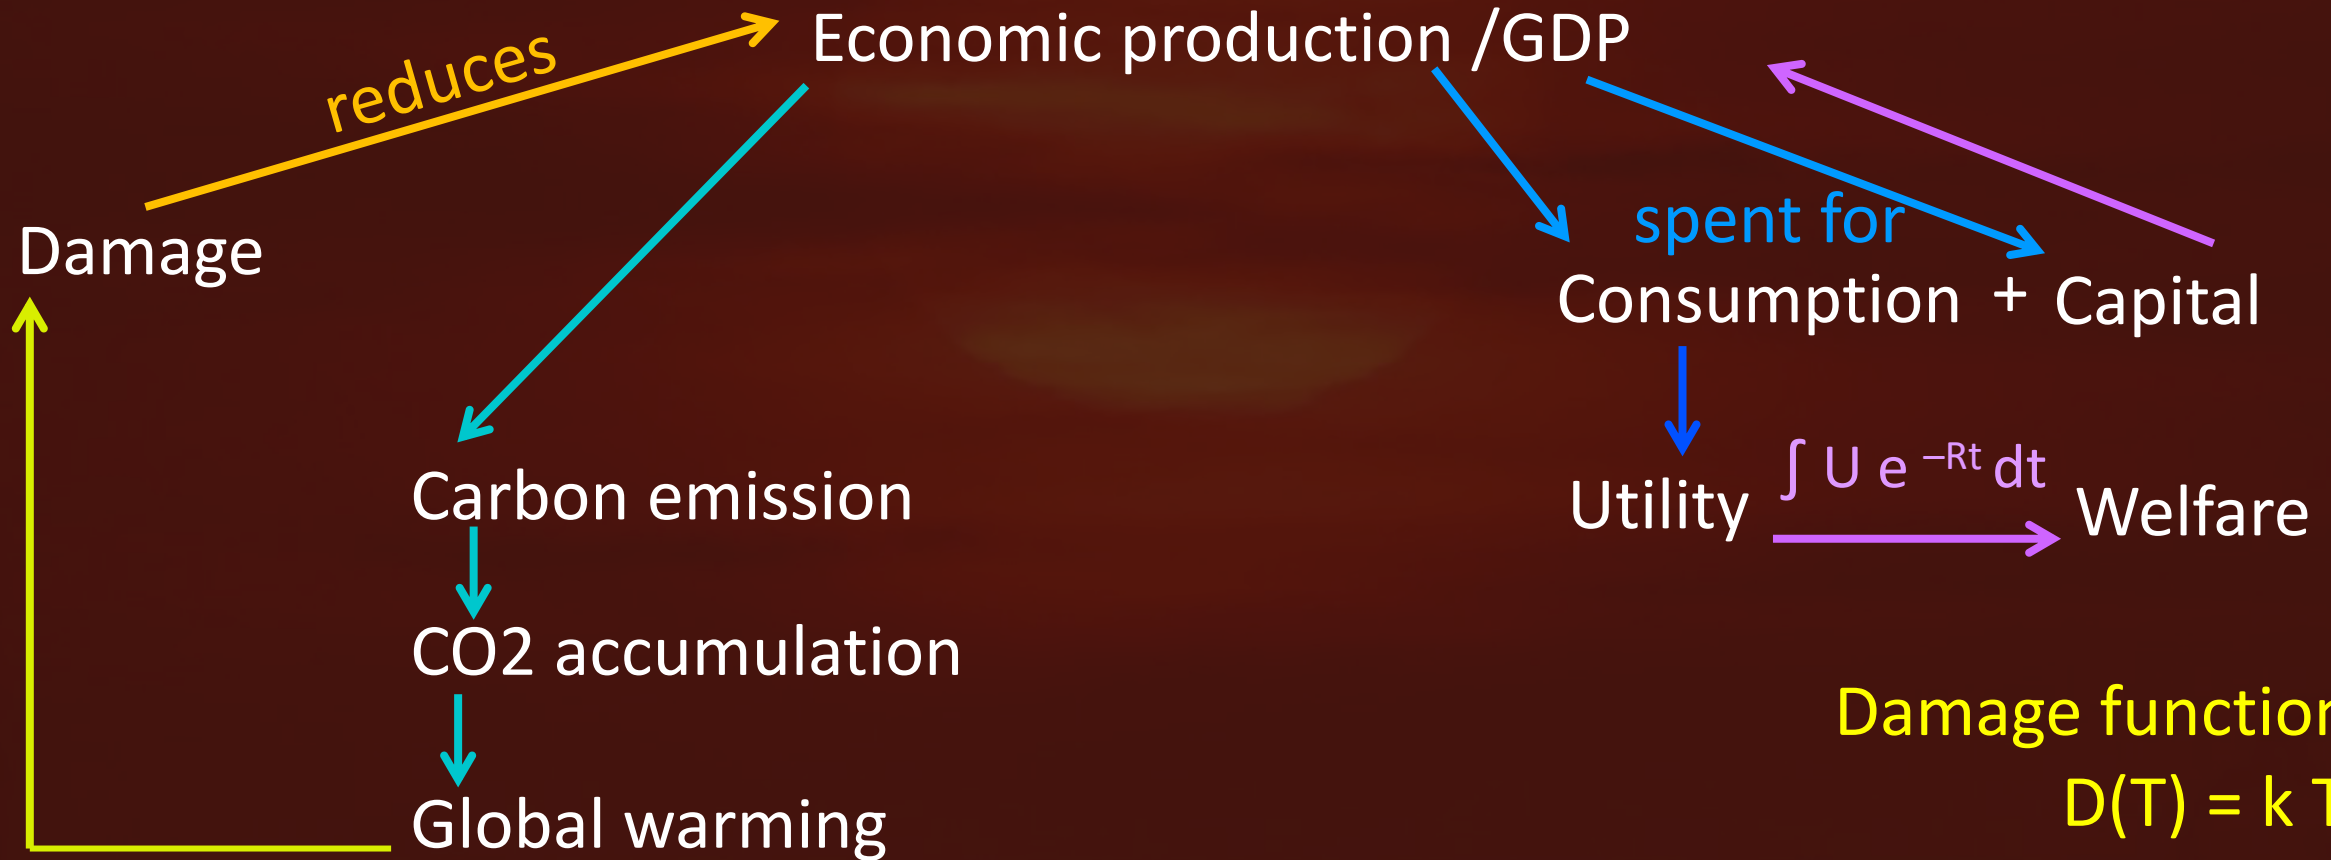 Economic production /GDP
reduces
Damage
spent for
Consumption + Capital
Utility
∫ U e –Rt dt
Welfare
Carbon emission
CO2 accumulation
Global warming
Damage
D(T) = k T